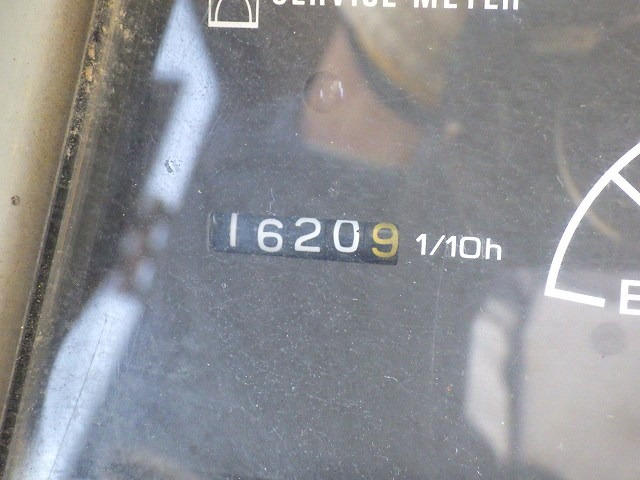 SERVICE METER
16209 1/10h
E